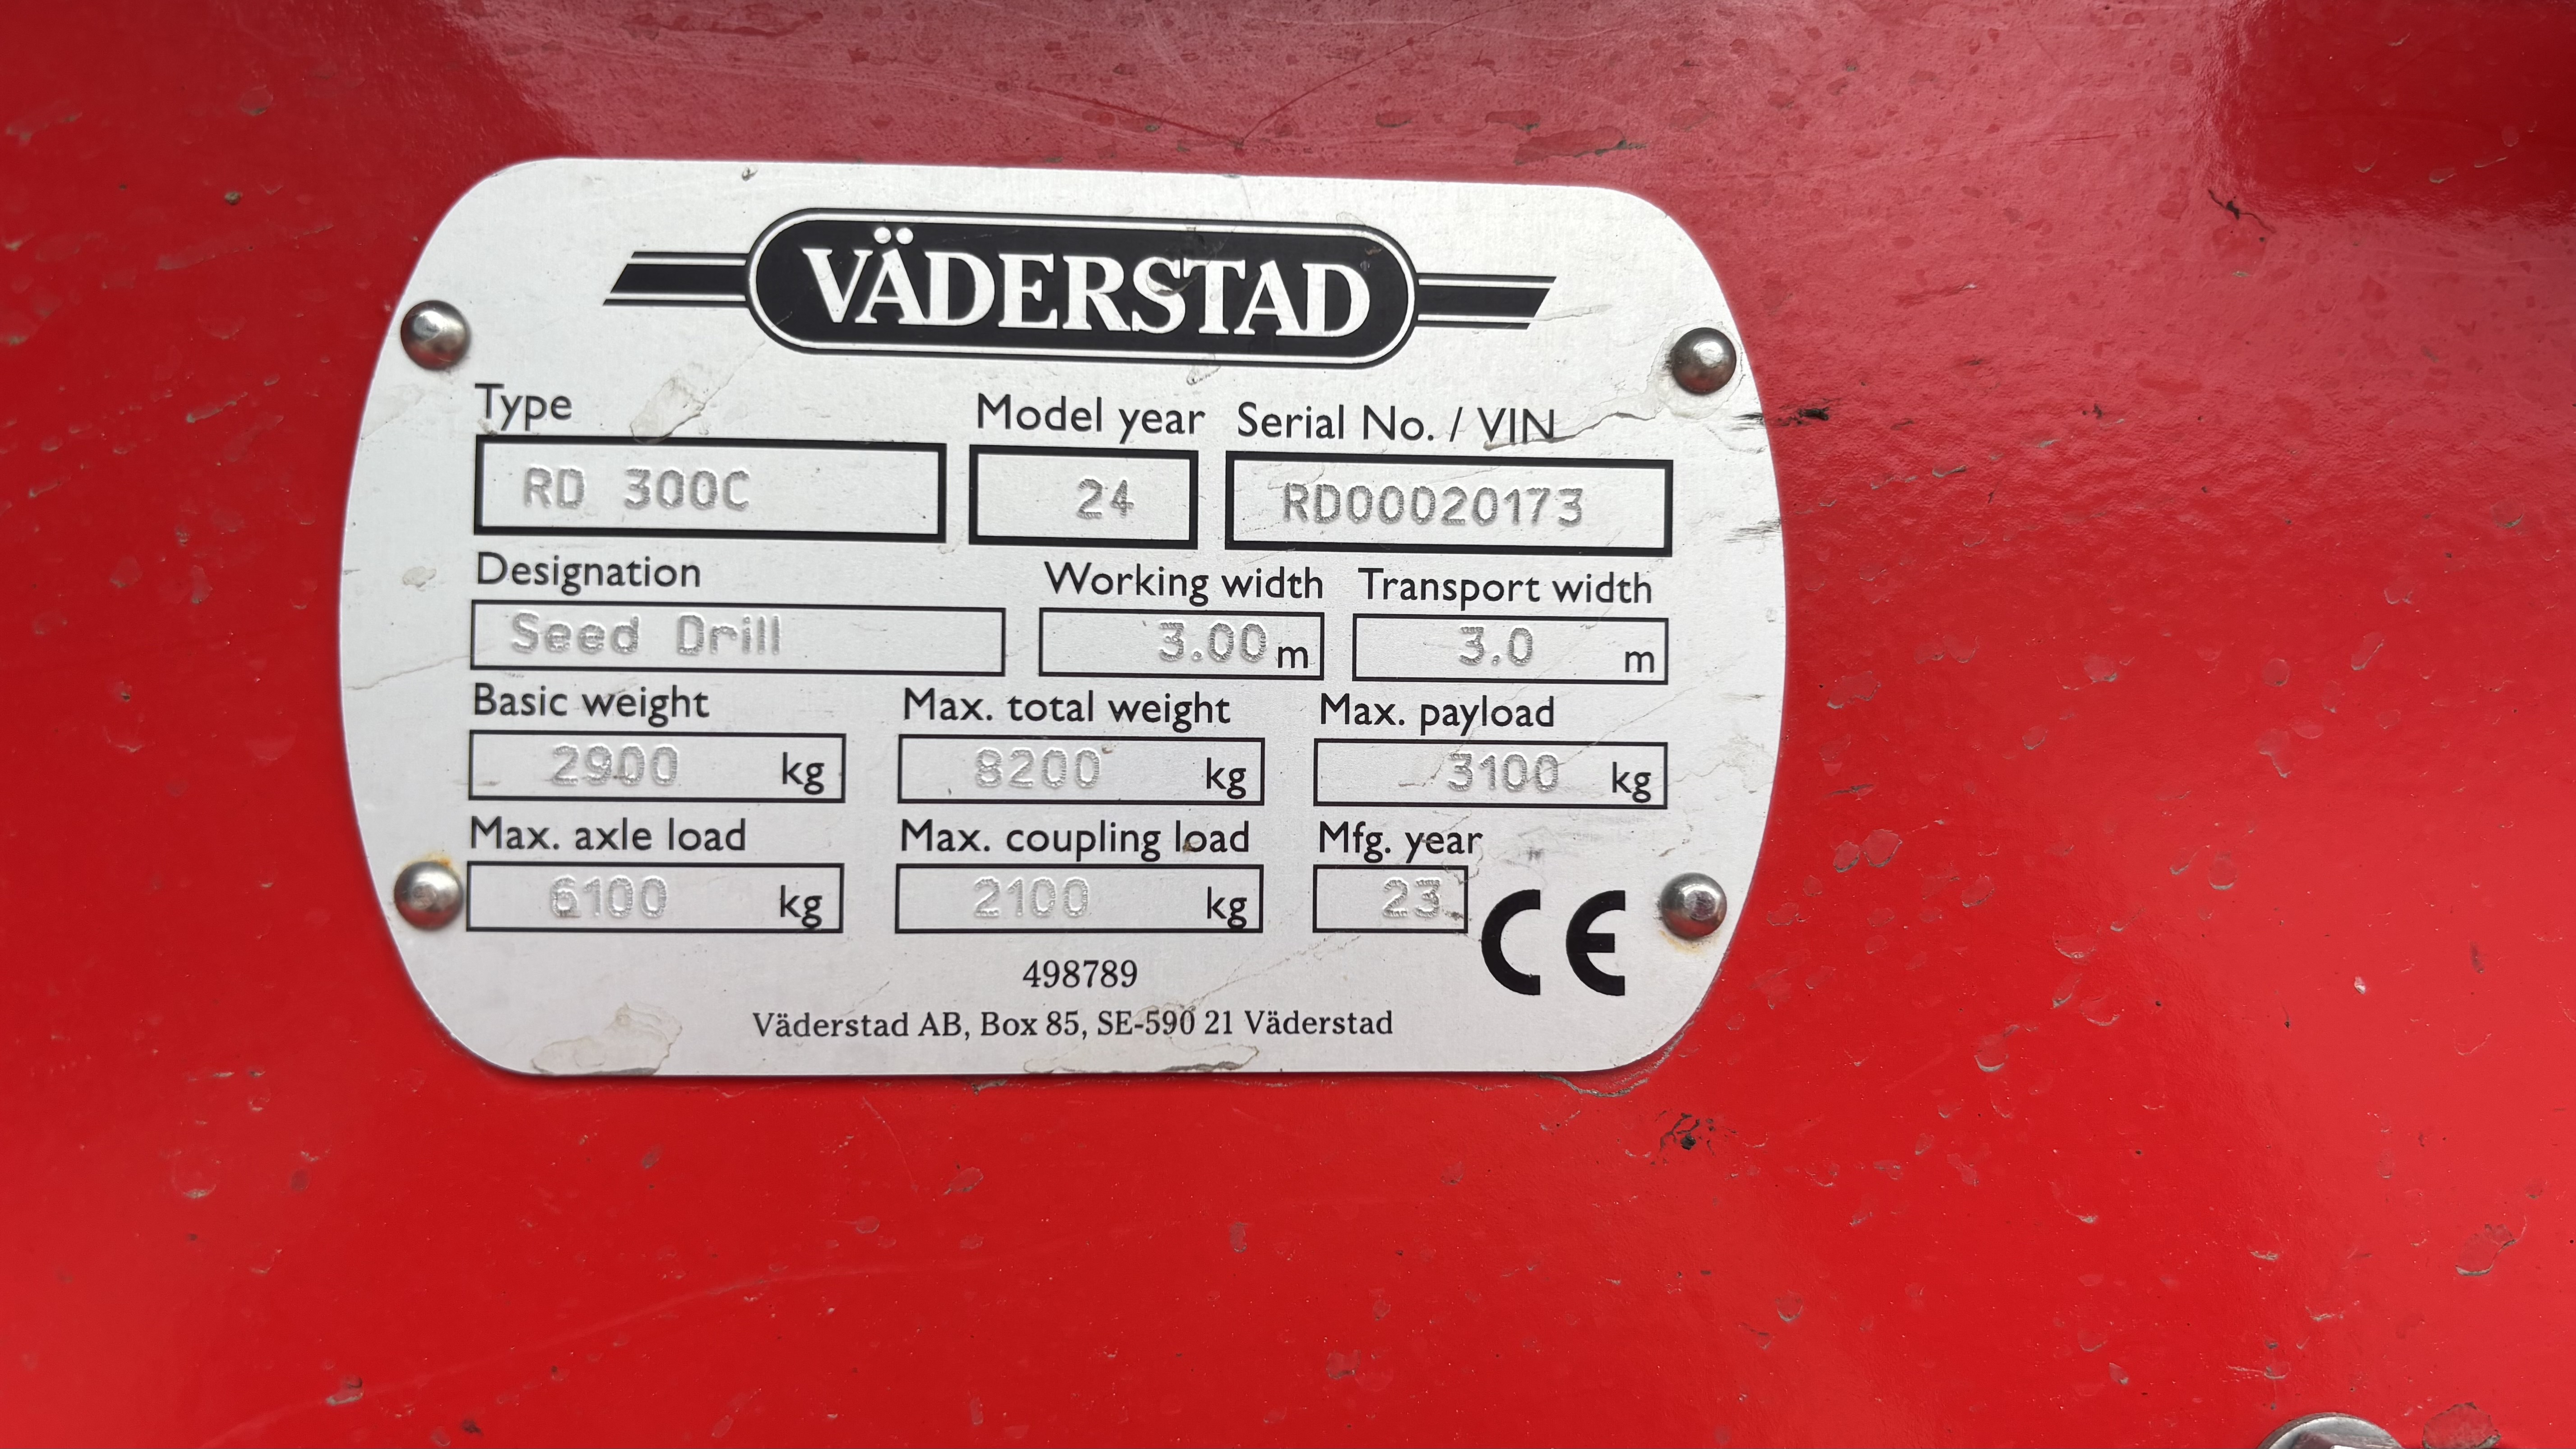 VÄDERSTAD
Type Model year Serial No. / VIN
RD 300C 24 RD00020173
Designation Working width Transport width
Seed Drill 3.00 m 3.0 m
Basic weight Max. total weight Max. payload
2900 kg 8200 kg 3100 kg
Max. axle load Max. coupling load Mfg. year
6100 kg 2100 kg 23
CE
498789
Väderstad AB, Box 85, SE-590 21 Väderstad